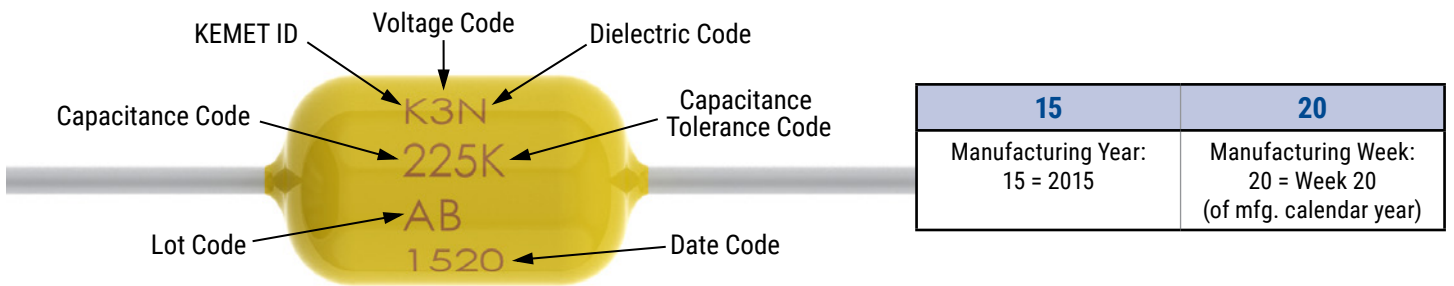 Voltage Code
KEMET ID
Dielectric Code
K3N
Capacitance Code
Capacitance
Tolerance Code
225K
AB
Lot Code
1520
Date Code
15 20
Manufacturing Year:
15 = 2015
Manufacturing Week:
20 = Week 20
(of mfg. calendar year)